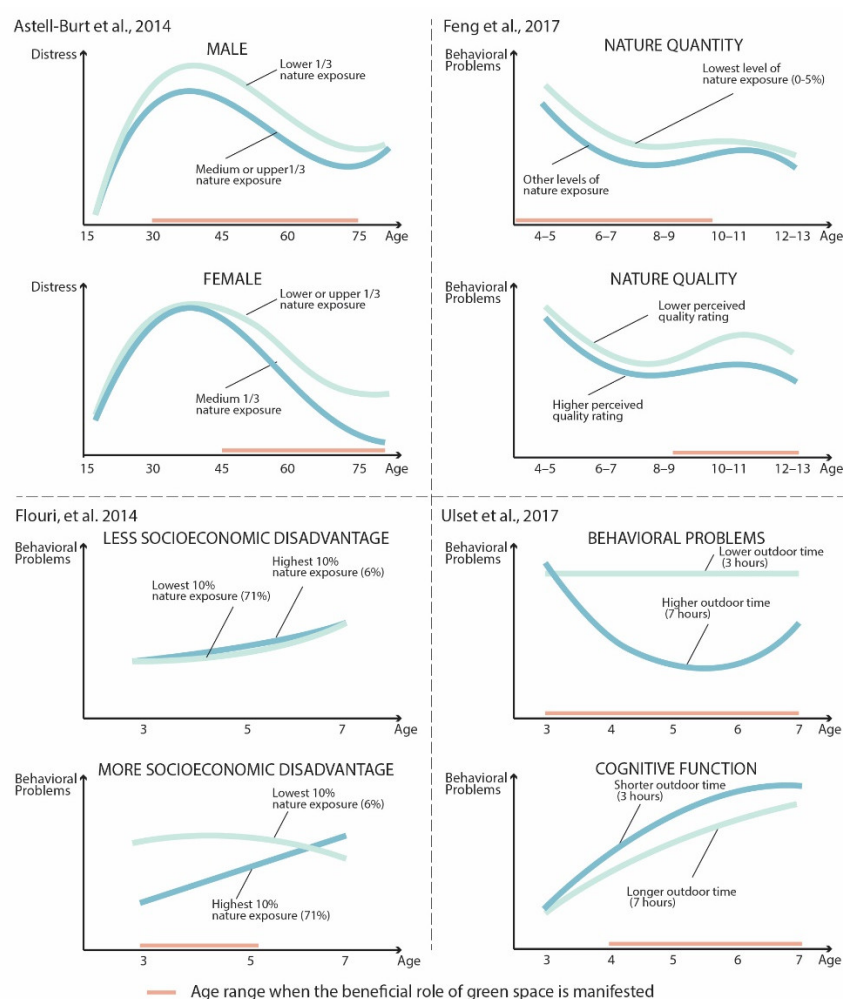 Astell-Burt et al., 2014
MALE
Distress
Lower 1/3
nature exposure
Medium or upper1/3
nature exposure
15 30 45 60 75 Age
FEMALE
Distress
Lower or upper 1/3
nature exposure
Medium 1/3
nature exposure
15 30 45 60 75 Age
Feng et al., 2017
NATURE QUANTITY
Behavioral
Problems
Lowest level of
nature exposure (0-5%)
Other levels of
nature exposure
4–5 6–7 8–9 10–11 12–13 Age
NATURE QUALITY
Behavioral
Problems
Lower perceived
quality rating
Higher perceived
quality rating
4–5 6–7 8–9 10–11 12–13 Age
Flouri, et al. 2014
LESS SOCIOECONOMIC DISADVANTAGE
Behavioral
Problems
Lowest 10%
nature exposure (71%)
Highest 10%
nature exposure (6%)
3 5 7 Age
MORE SOCIOECONOMIC DISADVANTAGE
Behavioral
Problems
Lowest 10%
nature exposure (6%)
Highest 10%
nature exposure (71%)
3 5 7 Age
Ulset et al., 2017
BEHAVIORAL PROBLEMS
Behavioral
Problems
Lower outdoor time
(3 hours)
Higher outdoor time
(7 hours)
3 4 5 6 7 Age
COGNITIVE FUNCTION
Behavioral
Problems
Shorter outdoor time
(3 hours)
Longer outdoor time
(7 hours)
3 4 5 6 7 Age
Age range when the beneficial role of green space is manifested